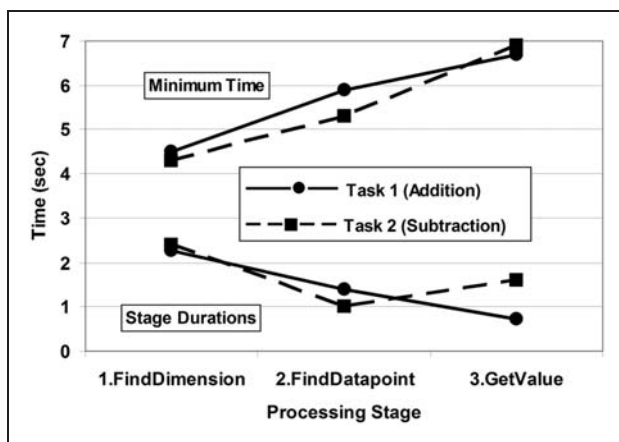 7
6
5
4
3
2
1
0
Time (sec)
Minimum Time
Task 1 (Addition)
Task 2 (Subtraction)
Stage Durations
1.FindDimension 2.FindDatapoint 3.GetValue
Processing Stage